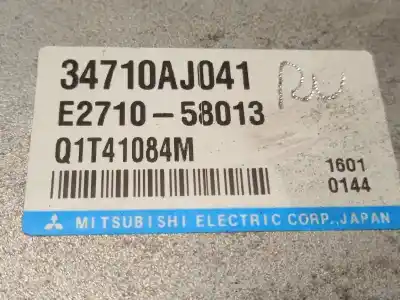 34710AJ041
E2710-58013
Q1T41084M
1601
0144
MITSUBISHI ELECTRIC CORP., JAPAN